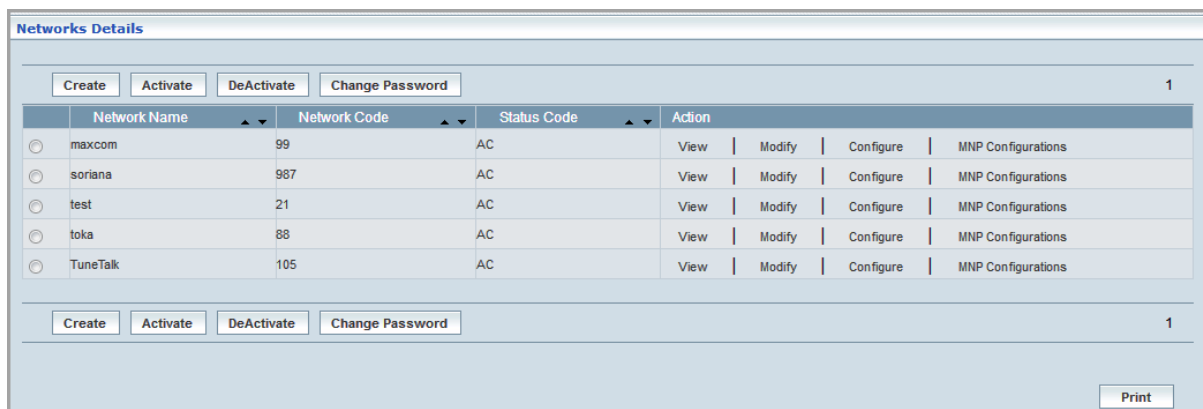 Networks Details
Create Activate DeActivate Change Password 1
Network Name Network Code Status Code Action
maxcom 99 AC View | Modify | Configure | MNP Configurations
soriana 987 AC View | Modify | Configure | MNP Configurations
test 21 AC View | Modify | Configure | MNP Configurations
toka 88 AC View | Modify | Configure | MNP Configurations
TuneTalk 105 AC View | Modify | Configure | MNP Configurations
Create Activate DeActivate Change Password 1
Print